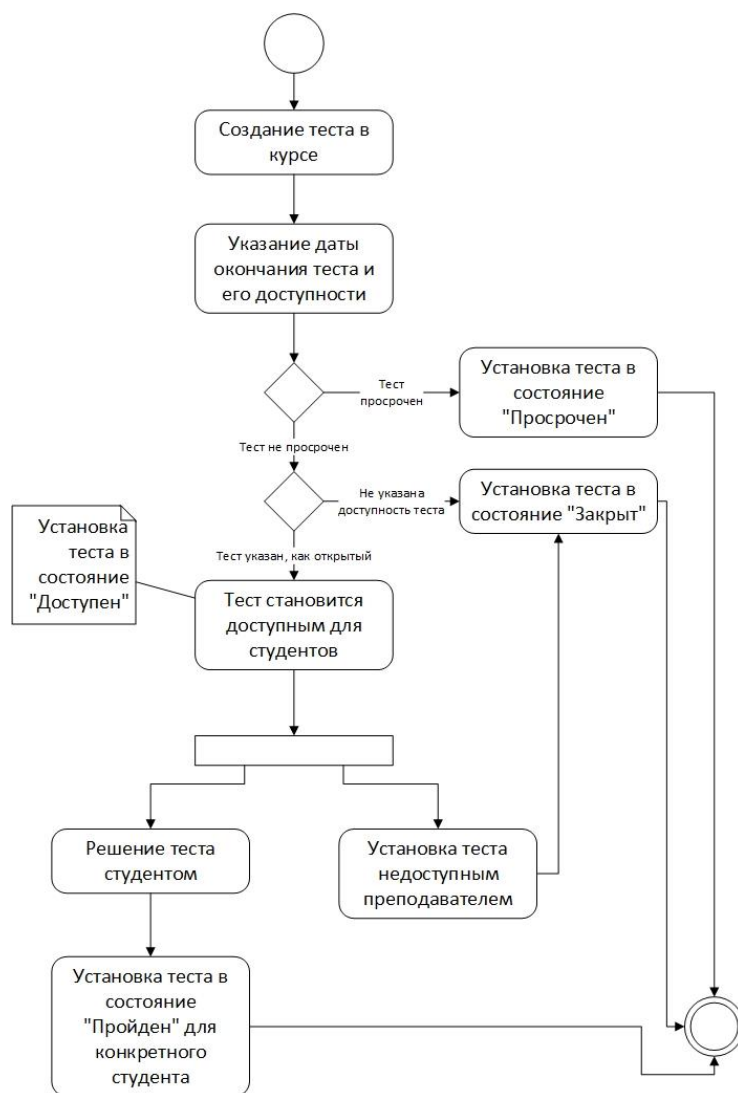 Создание теста в
курсе
Указание даты
окончания теста и
его доступности
Тест
просрочен
Установка теста в
состояние
"Просрочен"
Тест не просрочен
Не указана
доступность теста
Установка теста в
состояние "Закрыт"
Установка
теста в
состояние
"Доступен"
Тест указан, как открытый
Тест становится
доступным для
студентов
Решение теста
студентом
Установка теста
недоступным
преподавателем
Установка теста в
состояние
"Пройден" для
конкретного
студента